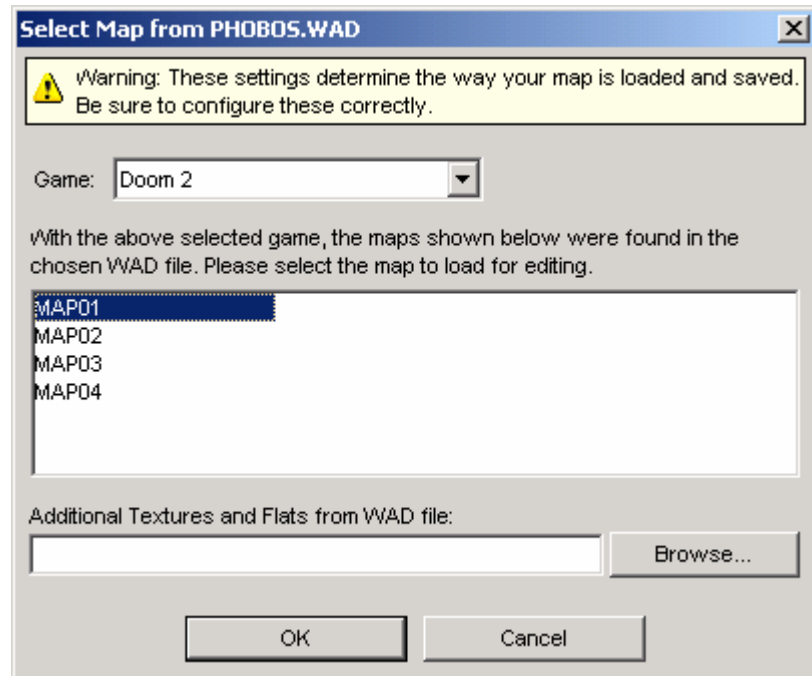 Select Map from PHOBOS.WAD
Warning: These settings determine the way your map is loaded and saved.
Be sure to configure these correctly.
Game: Doom 2
With the above selected game, the maps shown below were found in the
chosen WAD file. Please select the map to load for editing.
MAP01
MAP02
MAP03
MAP04
Additional Textures and Flats from WAD file:
Browse...
OK Cancel